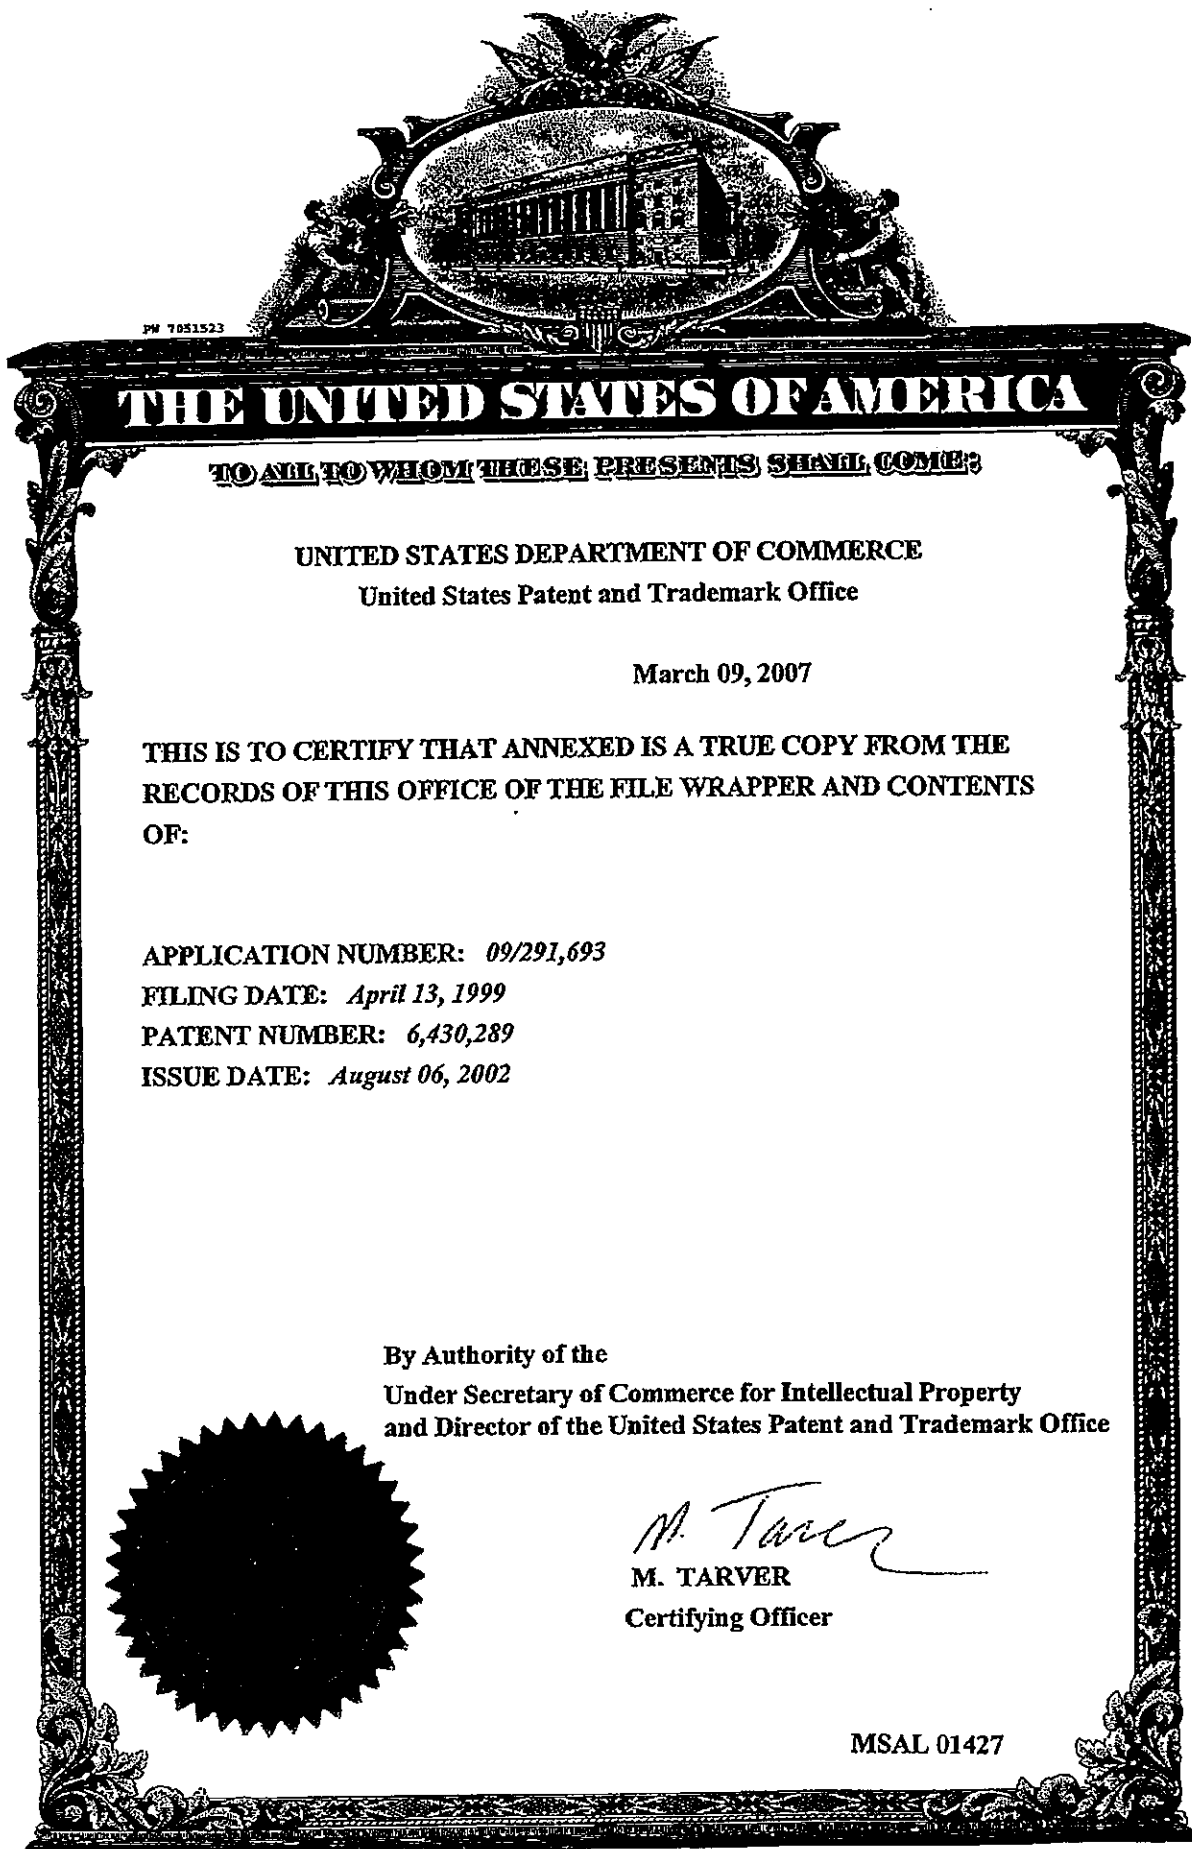 PW 7051523
THE UNITED STATES OF AMERICA
TO ALL TO WHOM THESE PRESENTS SHALL COME:
UNITED STATES DEPARTMENT OF COMMERCE
United States Patent and Trademark Office
March 09, 2007
THIS IS TO CERTIFY THAT ANNEXED IS A TRUE COPY FROM THE
RECORDS OF THIS OFFICE OF THE FILE WRAPPER AND CONTENTS
OF:
APPLICATION NUMBER: 09/291,693
FILING DATE: April 13, 1999
PATENT NUMBER: 6,430,289
ISSUE DATE: August 06, 2002
By Authority of the
Under Secretary of Commerce for Intellectual Property
and Director of the United States Patent and Trademark Office
M. Tarver
M. TARVER
Certifying Officer
MSAL 01427